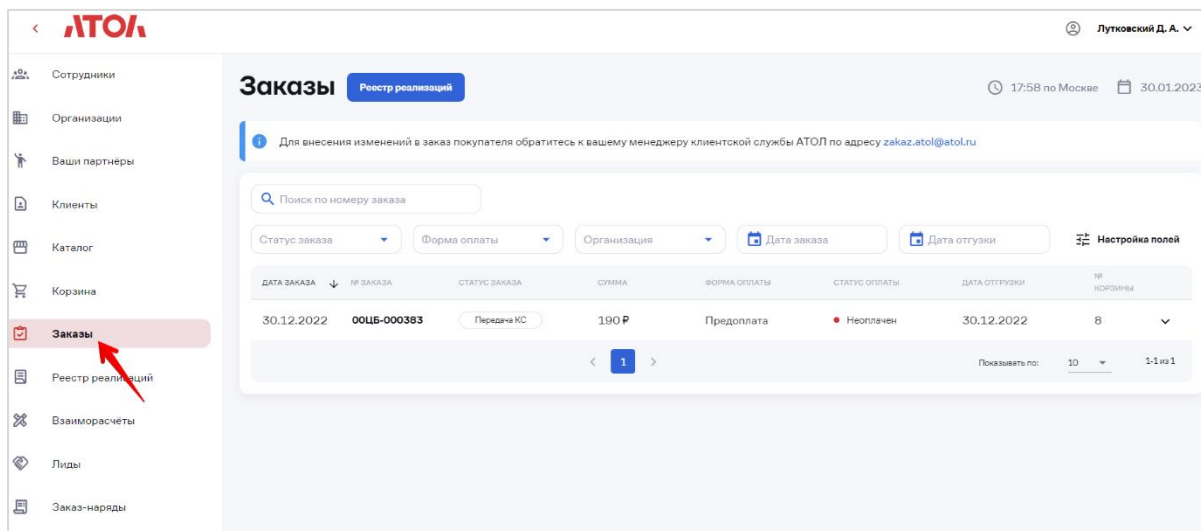 АТОЛ
Лутковский Д. А.
Сотрудники
Организации
Ваши партнёры
Клиенты
Каталог
Корзина
Заказы
Реестр реализаций
Взаиморасчёты
Лиды
Заказ-наряды
Заказы
Реестр реализаций
17:58 по Москве
30.01.2023
Для внесения изменений в заказ покупателя обратитесь к вашему менеджеру клиентской службы АТОЛ по адресу zakaz.atol@atol.ru
Поиск по номеру заказа
Статус заказа
Форма оплаты
Организация
Дата заказа
Дата отгузки
Настройка полей
ДАТА ЗАКАЗА
№ ЗАКАЗА
СТАТУС ЗАКАЗА
СУММА
ФОРМА ОПЛАТЫ
СТАТУС ОПЛАТЫ
ДАТА ОТГРУЗКИ
№
КОРЗИНЫ
30.12.2022
00ЦБ-000383
Передача КС
190 ₽
Предоплата
Неоплачен
30.12.2022
8
1
Показывать по:
10
1-1 из 1